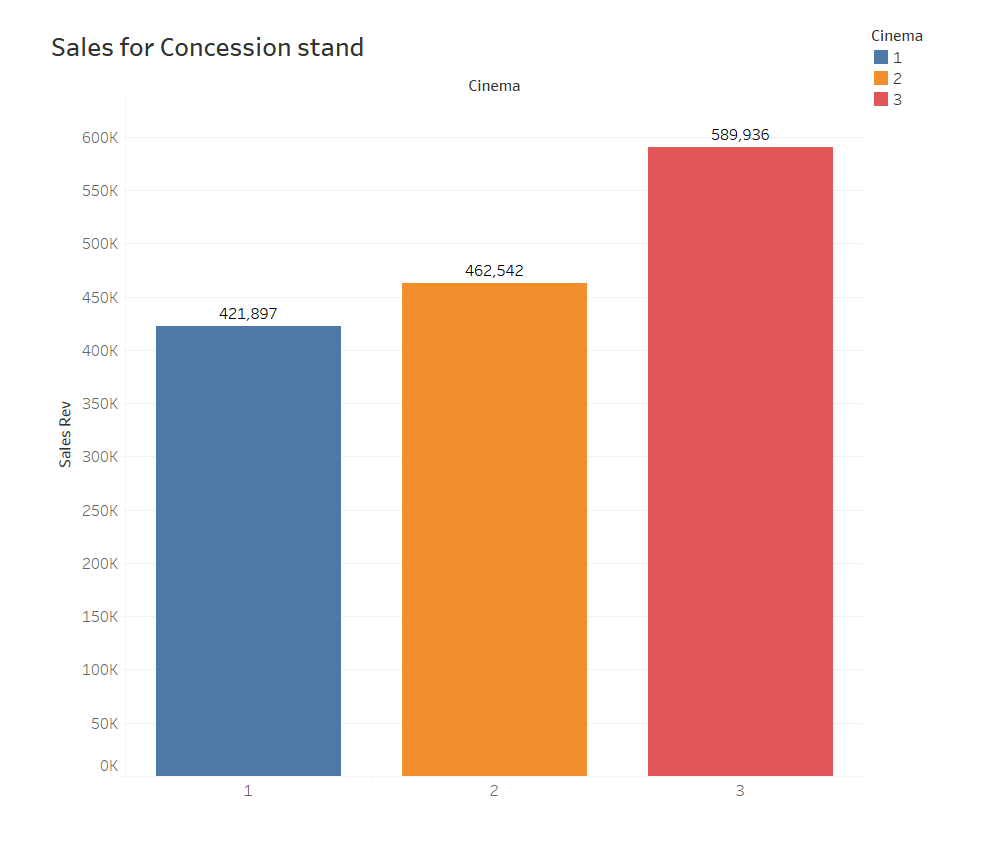 Sales for Concession stand
Cinema
1
2
3
Cinema
600K
550K
500K
450K
400K
350K
300K
250K
200K
150K
100K
50K
0K
Sales Rev
421,897
462,542
589,936
1
2
3